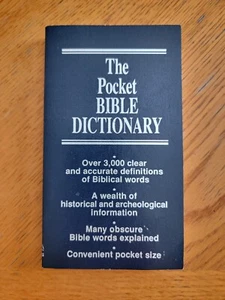 The
Pocket
BIBLE
DICTIONARY
•
Over 3,000 clear
and accurate definitions
of Biblical words
•
A wealth of
historical and archeological
information
•
Many obscure
Bible words explained
•
Convenient pocket size